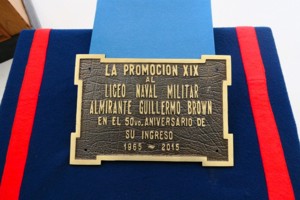 LA PROMOCION XIX
AL
LICEO NAVAL MILITAR
ALMIRANTE GUILLERMO BROWN
EN EL 50vo. ANIVERSARIO DE
SU INGRESO
1965 - 2015